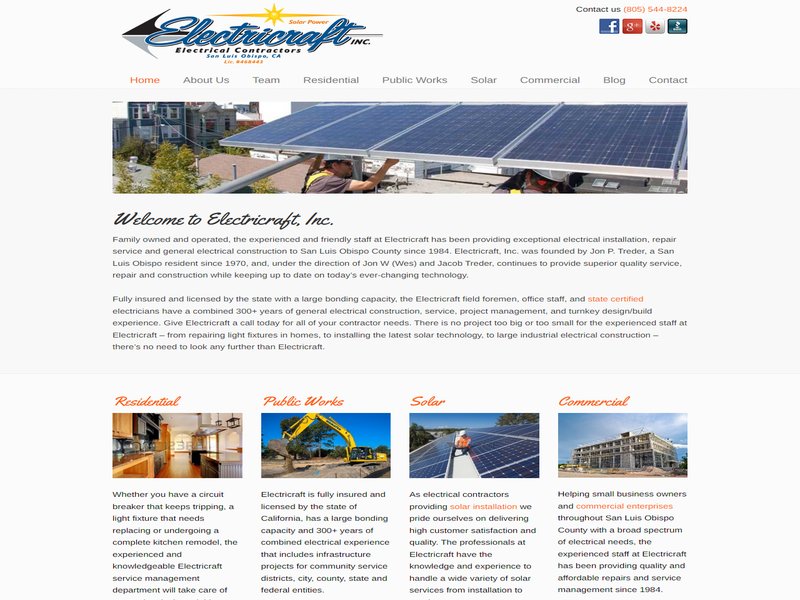 Contact us (805) 544-8224
Solar Power
Electricraft INC.
Electrical Contractors
San Luis Obispo, CA
Lic. #468443
Home About Us Team Residential Public Works Solar Commercial Blog Contact
Welcome to Electricraft, Inc.
Family owned and operated, the experienced and friendly staff at Electricraft has been providing exceptional electrical installation, repair
service and general electrical construction to San Luis Obispo County since 1984. Electricraft, Inc. was founded by Jon P. Treder, a San
Luis Obispo resident since 1970, and, under the direction of Jon W (Wes) and Jacob Treder, continues to provide superior quality service,
repair and construction while keeping up to date on today's ever-changing technology.
Fully insured and licensed by the state with a large bonding capacity, the Electricraft field foremen, office staff, and state certified
electricians have a combined 300+ years of general electrical construction, service, project management, and turnkey design/build
experience. Give Electricraft a call today for all of your contractor needs. There is no project too big or too small for the experienced staff at
Electricraft – from repairing light fixtures in homes, to installing the latest solar technology, to large industrial electrical construction –
there's no need to look any further than Electricraft.
Residential
Whether you have a circuit
breaker that keeps tripping, a
light fixture that needs
replacing or undergoing a
complete kitchen remodel, the
experienced and
knowledgeable Electricraft
service management
department will take care of
Public Works
Electricraft is fully insured and
licensed by the state of
California, has a large bonding
capacity and 300+ years of
combined electrical experience
that includes infrastructure
projects for community service
districts, city, county, state and
federal entities.
Solar
As electrical contractors
providing solar installation we
pride ourselves on delivering
high customer satisfaction and
quality. The professionals at
Electricraft have the
knowledge and experience to
handle a wide variety of solar
services from installation to
Commercial
Helping small business owners
and commercial enterprises
throughout San Luis Obispo
County with a broad spectrum
of electrical needs, the
experienced staff at Electricraft
has been providing quality and
affordable repairs and service
management since 1984.